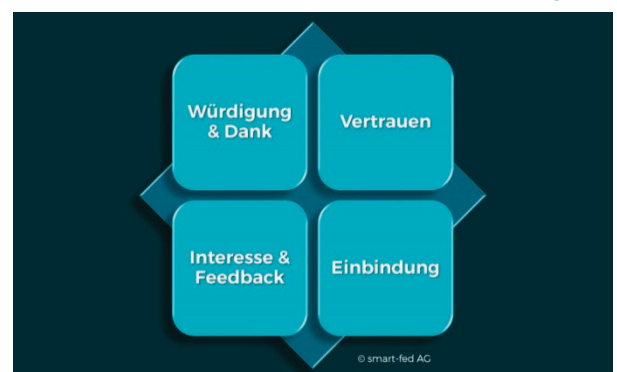 Würdigung
& Dank
Vertrauen
Interesse &
Feedback
Einbindung
© smart-fed AG